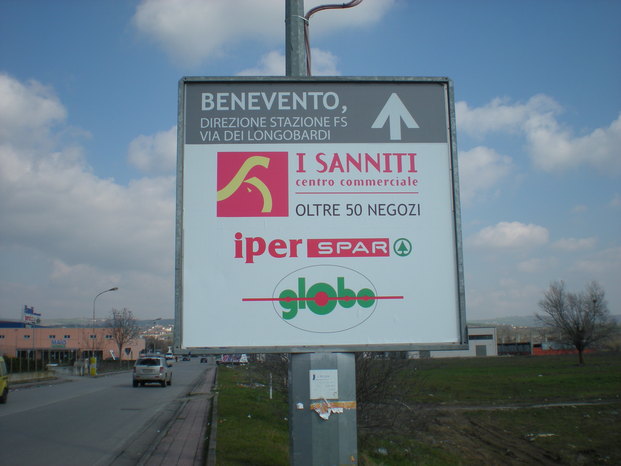 BENEVENTO,
DIREZIONE STAZIONE FS
VIA DEI LONGOBARDI
I SANNITI
centro commerciale
OLTRE 50 NEGOZI
iper SPAR
globo